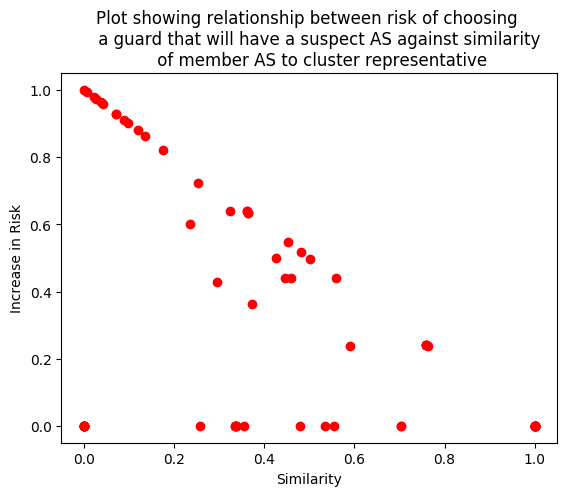 Plot showing relationship between risk of choosing
a guard that will have a suspect AS against similarity
of member AS to cluster representative
1.0
0.8
0.6
0.4
0.2
0.0
Increase in Risk
0.0 0.2 0.4 0.6 0.8 1.0
Similarity